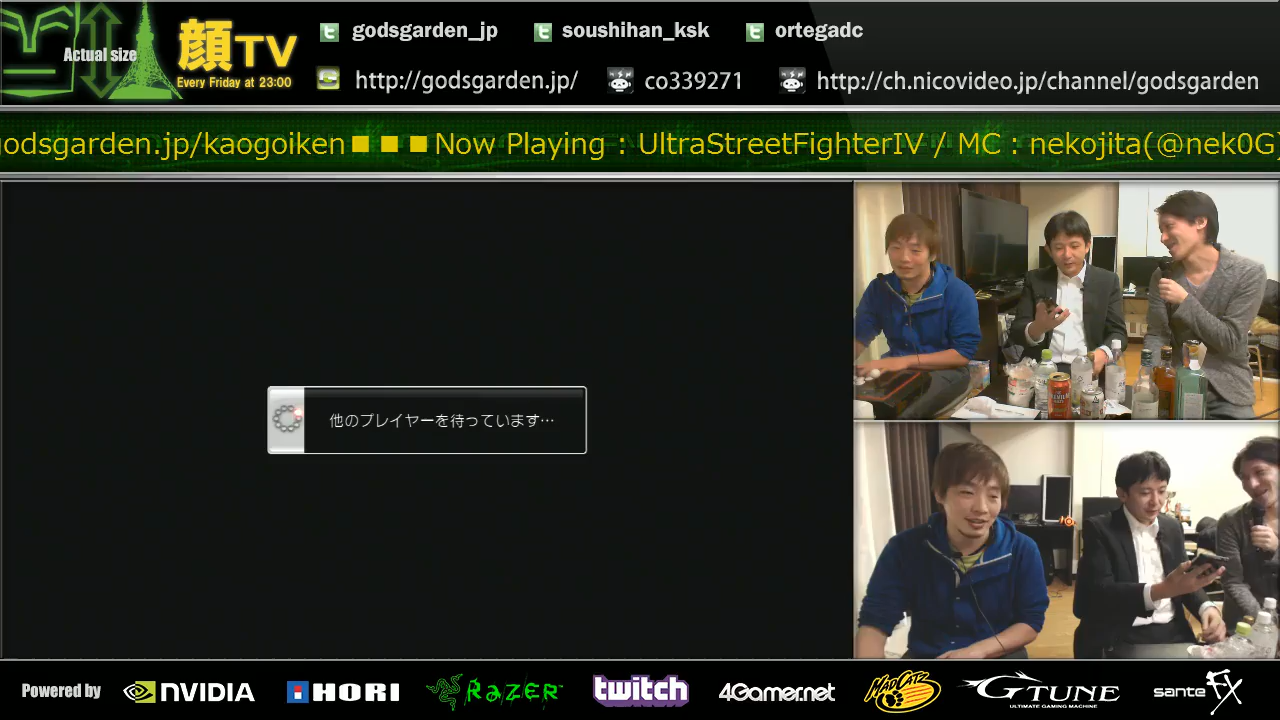 Actual size
顔TV
Every Friday at 23:00
godsgarden_jp
soushihan_ksk
ortegadc
http://godsgarden.jp/
co339271
http://ch.nicovideo.jp/channel/godsgarden
godsgarden.jp/kaogoiken■■■Now Playing : UltraStreetFighterIV / MC : nekojita(@nek0G)
他のプレイヤーを待っています…
Powered by
NVIDIA
HORI
RAZER
twitch
4Gamer.net
MAD CATZ
G TUNE
ULTIMATE GAMING MACHINE
sante FX